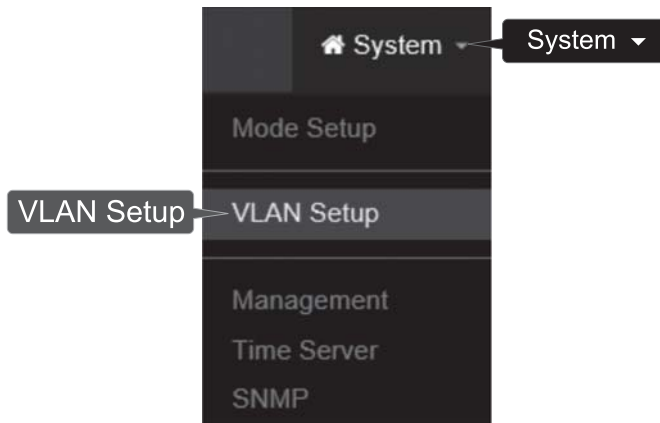 System
System
Mode Setup
VLAN Setup
VLAN Setup
Management
Time Server
SNMP